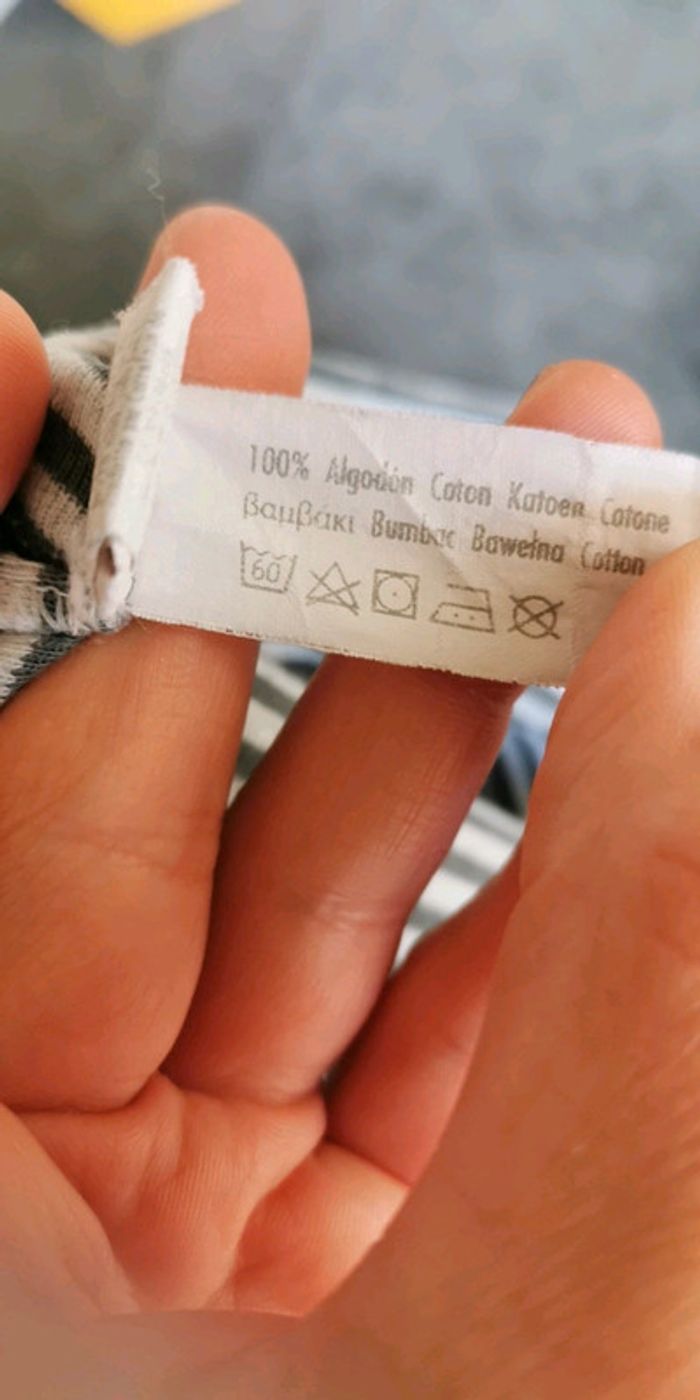 100% Algodón Coton Katoen Cotone
βαμβάκι Bumbac Bawełna Cotton
60